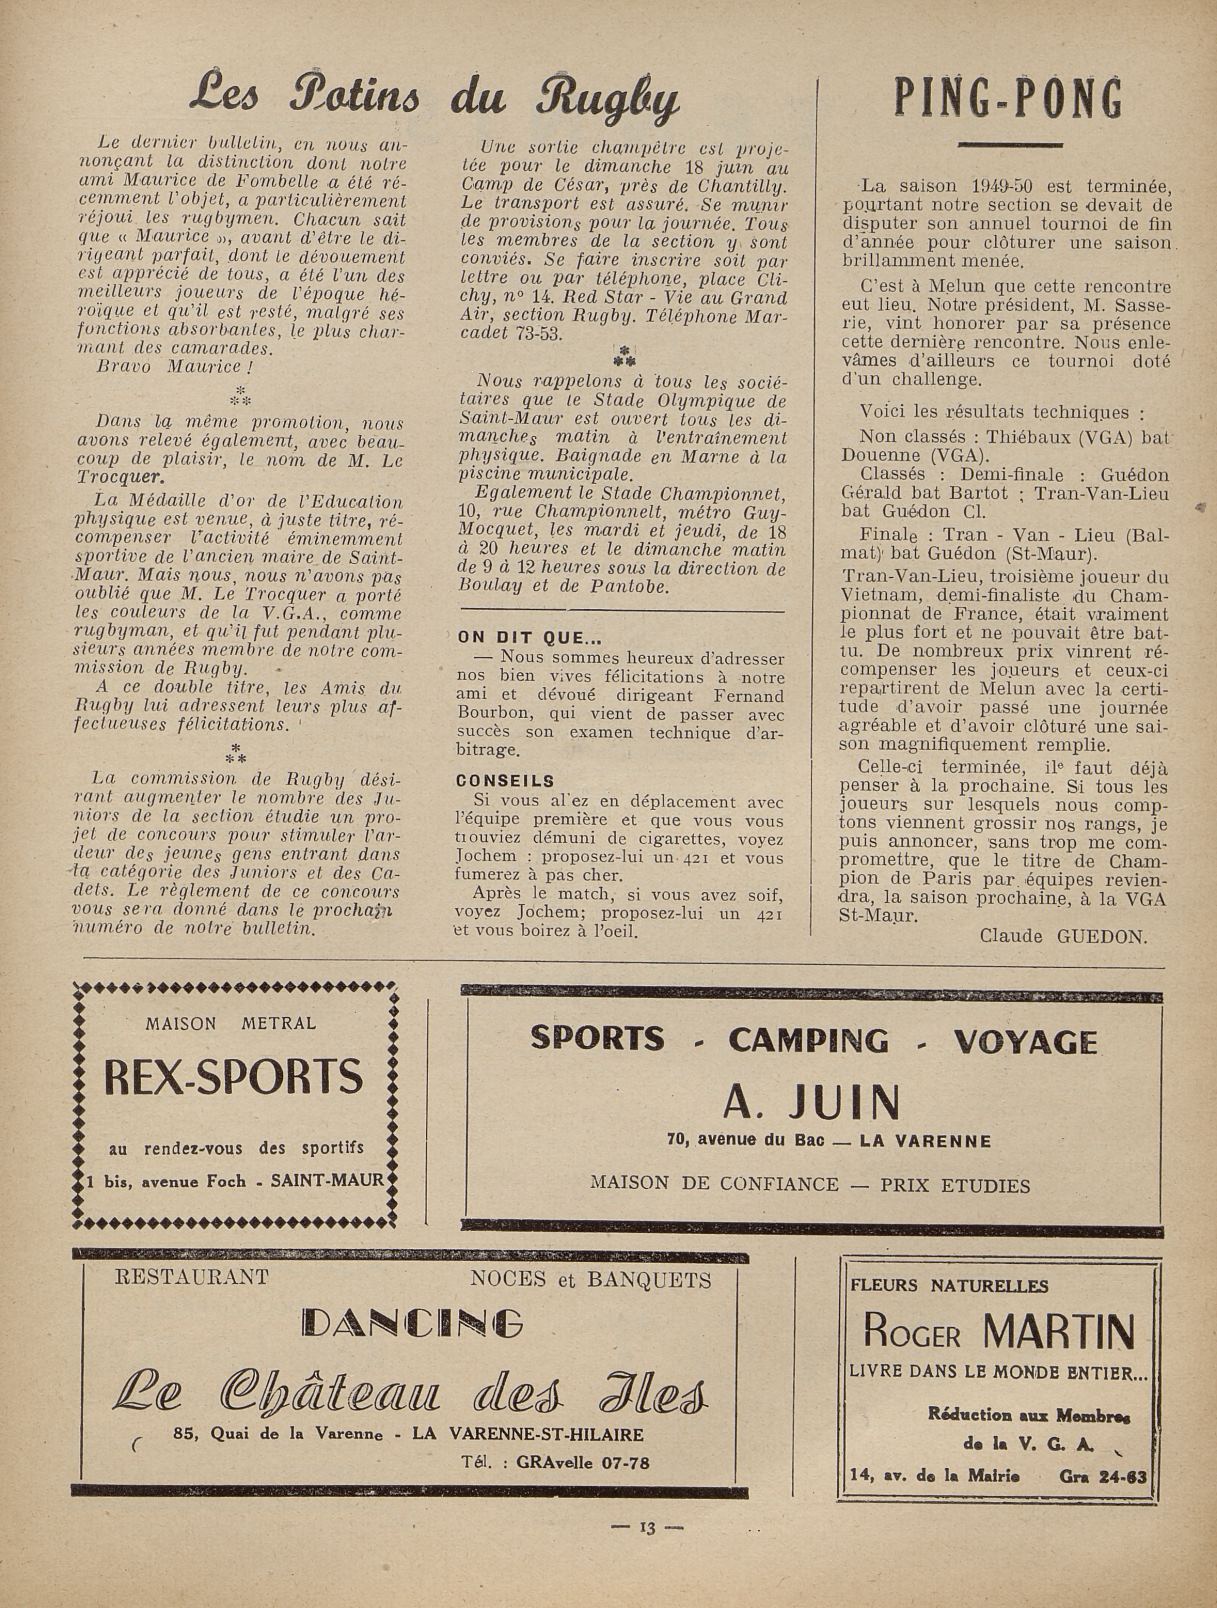 Les Potins du Rugby
Le dernier bulletin, en nous an-
nonçant la distinction dont notre
ami Maurice de Fombelle a été ré-
cemment l'objet, a particulièrement
réjoui les rugbymen. Chacun sait
que « Maurice », avant d'être le di-
rigeant parfait, dont le dévouement
est apprécié de tous, a été l'un des
meilleurs joueurs de l'époque hé-
roïque et qu'il est resté, malgré ses
fonctions absorbantes, le plus char-
mant des camarades.
Bravo Maurice !
*
**
Dans la même promotion, nous
avons relevé également, avec beau-
coup de plaisir, le nom de M. Le
Trocquer.
La Médaille d'or de l'Education
physique est venue, à juste titre, ré-
compenser l'activité éminemment
sportive de l'ancien maire de Saint-
Maur. Mais nous, nous n'avons pas
oublié que M. Le Trocquer a porté
les couleurs de la V.G.A., comme
rugbyman, et qu'il fut pendant plu-
sieurs années membre de notre com-
mission de Rugby.
A ce double titre, les Amis du
Rugby lui adressent leurs plus af-
fectueuses félicitations.
*
**
La commission de Rugby dési-
rant augmenter le nombre des Ju-
niors de la section étudie un pro-
jet de concours pour stimuler l'ar-
deur des jeunes gens entrant dans
la catégorie des Juniors et des Ca-
dets. Le règlement de ce concours
vous sera donné dans le prochain
numéro de notre bulletin.
Une sortie champêtre est proje-
tée pour le dimanche 18 juin au
Camp de César, près de Chantilly.
Le transport est assuré. Se munir
de provisions pour la journée. Tous
les membres de la section y sont
conviés. Se faire inscrire soit par
lettre ou par téléphone, place Cli-
chy, n° 14. Red Star - Vie au Grand
Air, section Rugby. Téléphone Mar-
cadet 73-53.
*
**
Nous rappelons à tous les socié-
taires que le Stade Olympique de
Saint-Maur est ouvert tous les di-
manches matin à l'entraînement
physique. Baignade en Marne à la
piscine municipale.
Egalement le Stade Championnet,
10, rue Championnelt, métro Guy-
Mocquet, les mardi et jeudi, de 18
à 20 heures et le dimanche matin
de 9 à 12 heures sous la direction de
Boulay et de Pantobe.
ON DIT QUE...
— Nous sommes heureux d'adresser
nos bien vives félicitations à notre
ami et dévoué dirigeant Fernand
Bourbon, qui vient de passer avec
succès son examen technique d'ar-
bitrage.
CONSEILS
Si vous al'ez en déplacement avec
l'équipe première et que vous vous
trouviez démuni de cigarettes, voyez
Jochem : proposez-lui un 421 et vous
fumerez à pas cher.
Après le match, si vous avez soif,
voyez Jochem; proposez-lui un 421
et vous boirez à l'oeil.
PING-PONG
La saison 1949-50 est terminée,
pourtant notre section se devait de
disputer son annuel tournoi de fin
d'année pour clôturer une saison
brillamment menée.
C'est à Melun que cette rencontre
eut lieu. Notre président, M. Sasse-
rie, vint honorer par sa présence
cette dernière rencontre. Nous enle-
vâmes d'ailleurs ce tournoi doté
d'un challenge.
Voici les résultats techniques :
Non classés : Thiébaux (VGA) bat
Douenne (VGA).
Classés : Demi-finale : Guédon
Gérald bat Bartot ; Tran-Van-Lieu
bat Guédon Cl.
Finale : Tran - Van - Lieu (Bal-
mat) bat Guédon (St-Maur).
Tran-Van-Lieu, troisième joueur du
Vietnam, demi-finaliste du Cham-
pionnat de France, était vraiment
le plus fort et ne pouvait être bat-
tu. De nombreux prix vinrent ré-
compenser les joueurs et ceux-ci
repartirent de Melun avec la certi-
tude d'avoir passé une journée
agréable et d'avoir clôturé une sai-
son magnifiquement remplie.
Celle-ci terminée, ile faut déjà
penser à la prochaine. Si tous les
joueurs sur lesquels nous comp-
tons viennent grossir nos rangs, je
puis annoncer, sans trop me com-
promettre, que le titre de Cham-
pion de Paris par équipes revien-
dra, la saison prochaine, à la VGA
St-Maur.
Claude GUEDON.
MAISON METRAL
REX-SPORTS
au rendez-vous des sportifs
1 bis, avenue Foch - SAINT-MAUR
SPORTS - CAMPING - VOYAGE
A. JUIN
70, avenue du Bac — LA VARENNE
MAISON DE CONFIANCE — PRIX ETUDIES
RESTAURANT NOCES et BANQUETS
DANCING
Le Château des Iles
85, Quai de la Varenne - LA VARENNE-ST-HILAIRE
Tél. : GRAvelle 07-78
FLEURS NATURELLES
ROGER MARTIN
LIVRE DANS LE MONDE ENTIER...
Réduction aux Membres
de la V. G. A.
14, av. de la Mairie Gra 24-63
— 13 —